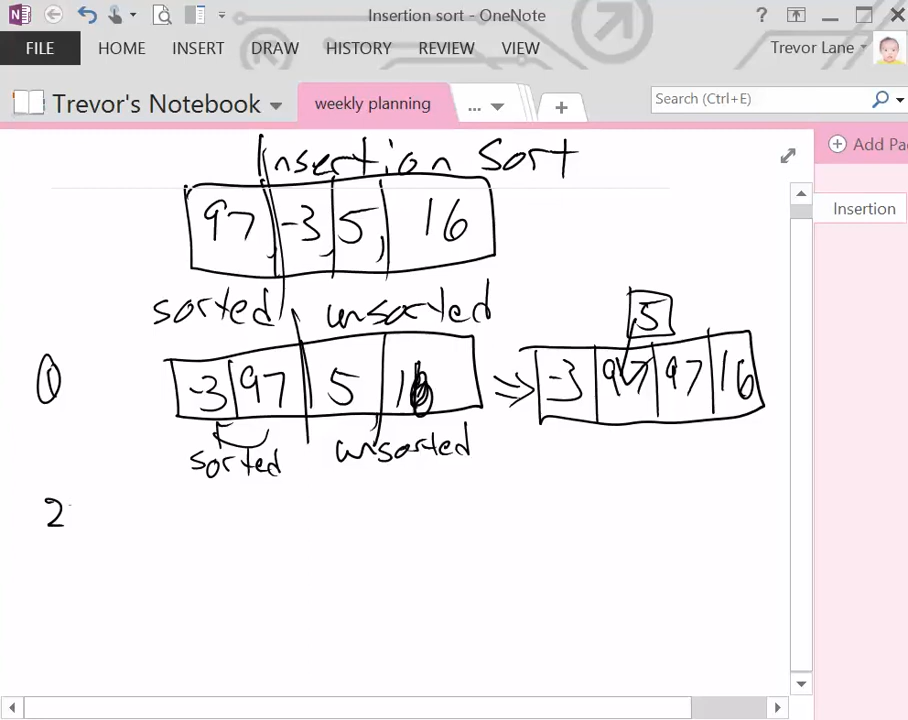 Insertion sort - OneNote
?
FILE HOME INSERT DRAW HISTORY REVIEW VIEW
Trevor Lane
Trevor's Notebook
weekly planning
...
Search (Ctrl+E)
Add Pa
Insertion
Insertion Sort
97, -3, 5, 16
sorted unsorted
5
1 -3 97 5 16 => -3 97 97 16
sorted unsorted
2